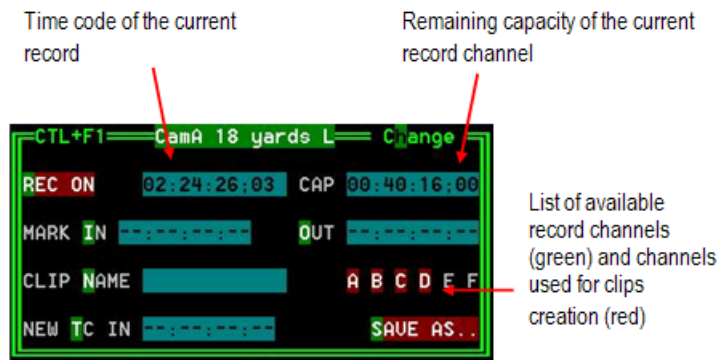 Time code of the current
record
Remaining capacity of the current
record channel
CTL+F1 CamA 18 yards L Change
REC ON 02:24:26;03 CAP 00:40:16;00
MARK IN --:--:--:-- OUT --:--:--:--
CLIP NAME A B C D E F
NEW TC IN --:--:--:-- SAVE AS..
List of available
record channels
(green) and channels
used for clips
creation (red)